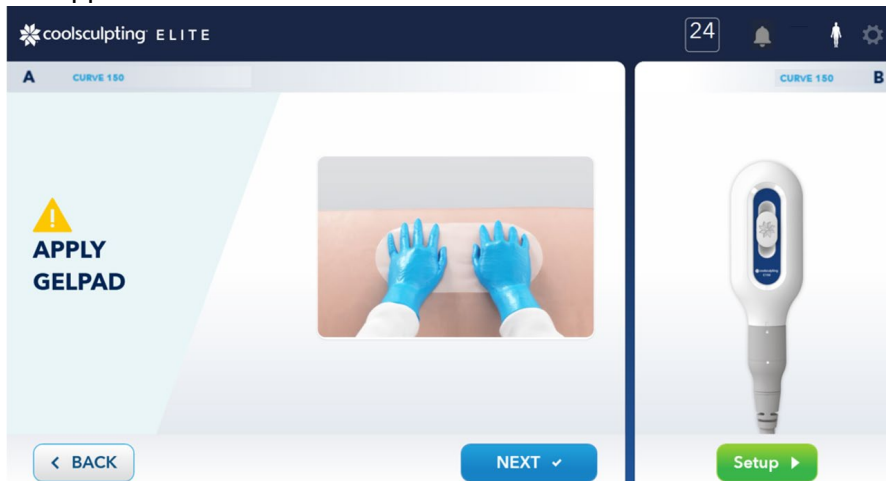 coolsculpting ELITE
24
A CURVE 150
CURVE 150 B
APPLY
GELPAD
BACK
NEXT
Setup